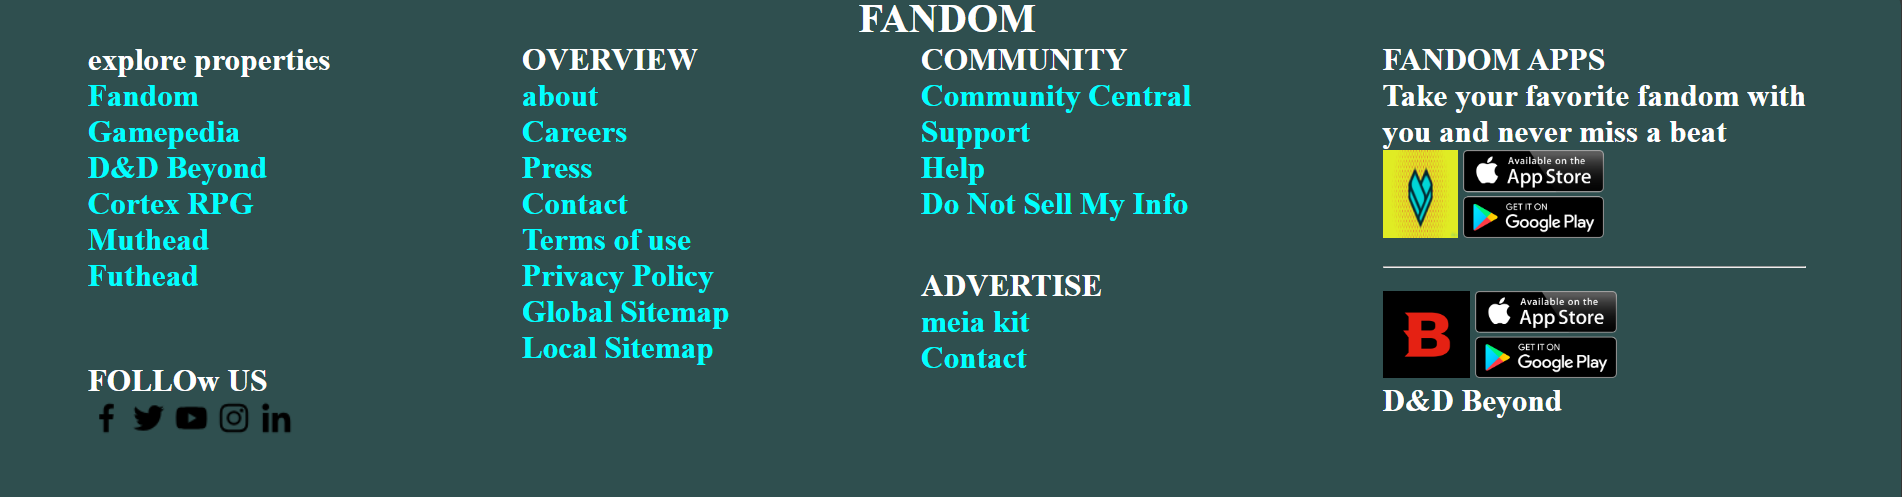 FANDOM
explore properties
Fandom
Gamepedia
D&D Beyond
Cortex RPG
Muthead
Futhead
FOLLOw US
OVERVIEW
about
Careers
Press
Contact
Terms of use
Privacy Policy
Global Sitemap
Local Sitemap
COMMUNITY
Community Central
Support
Help
Do Not Sell My Info
ADVERTISE
meia kit
Contact
FANDOM APPS
Take your favorite fandom with
you and never miss a beat
Available on the
App Store
GET IT ON
Google Play
B
Available on the
App Store
GET IT ON
Google Play
D&D Beyond